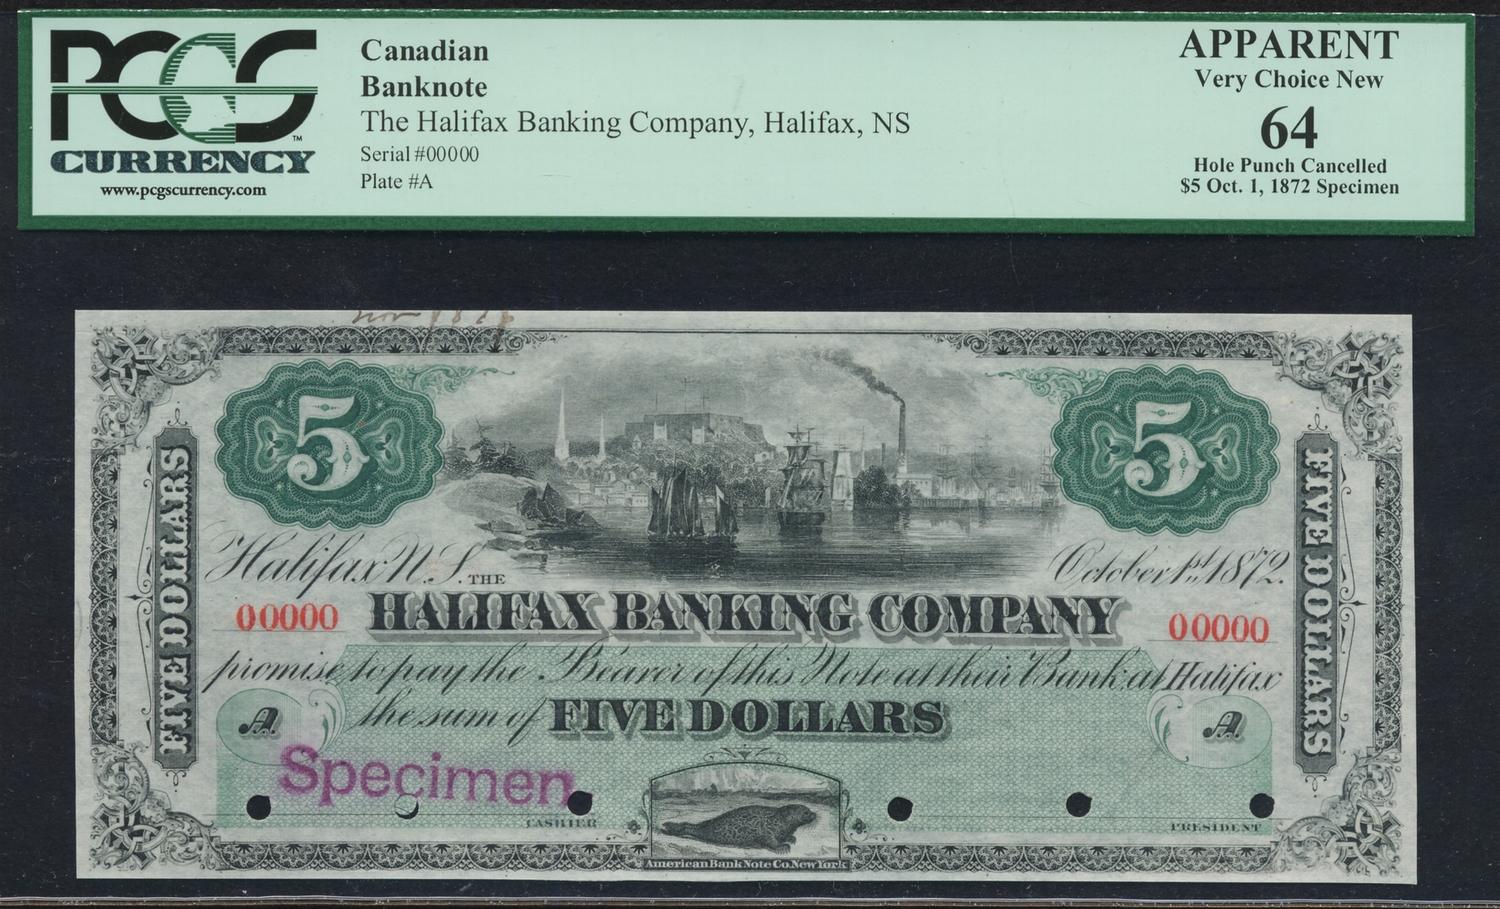 PCGS™
CURRENCY
www.pcgscurrency.com
Canadian
Banknote
The Halifax Banking Company, Halifax, NS
Serial #00000
Plate #A
APPARENT
Very Choice New
64
Hole Punch Cancelled
$5 Oct. 1, 1872 Specimen
5
5
FIVE DOLLARS
FIVE DOLLARS
Halifax N.S. October 1st 1872.
THE
00000 HALIFAX BANKING COMPANY 00000
promise to pay the Bearer of this Note at their Bank at Halifax
the sum of FIVE DOLLARS
A A
Specimen
CASHIER PRESIDENT
American Bank Note Co. New York